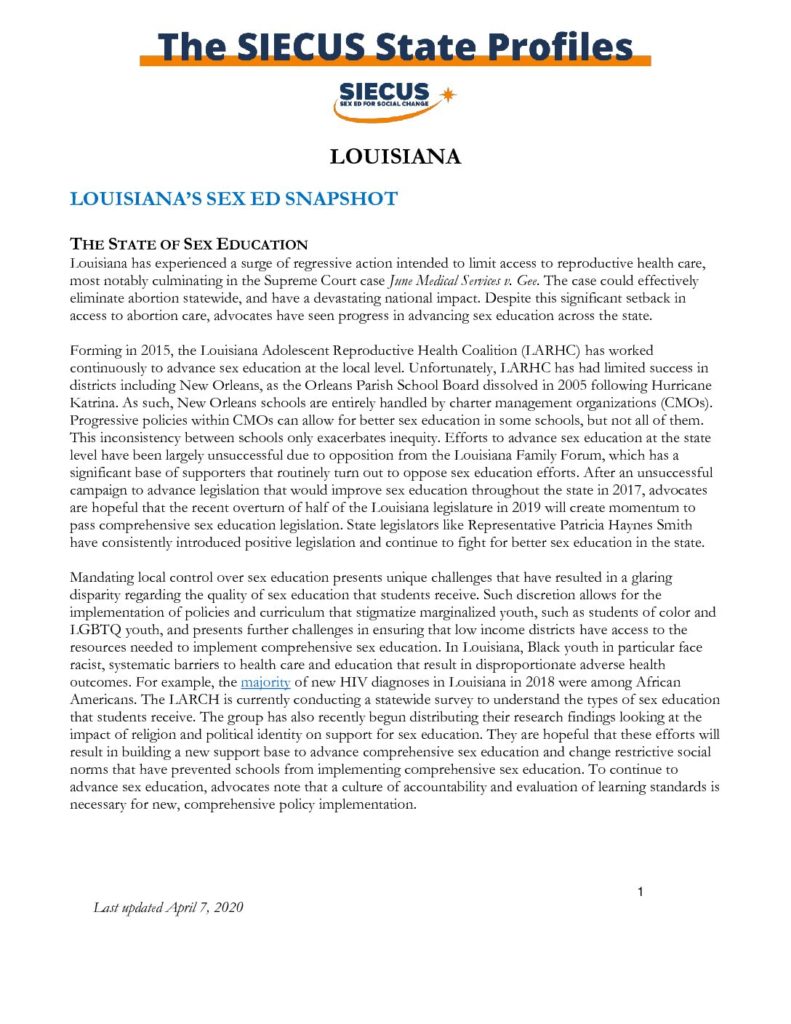 The SIECUS State Profiles
SIECUS
SEX ED FOR SOCIAL CHANGE
LOUISIANA
LOUISIANA'S SEX ED SNAPSHOT
THE STATE OF SEX EDUCATION
Louisiana has experienced a surge of regressive action intended to limit access to reproductive health care,
most notably culminating in the Supreme Court case June Medical Services v. Gee. The case could effectively
eliminate abortion statewide, and have a devastating national impact. Despite this significant setback in
access to abortion care, advocates have seen progress in advancing sex education across the state.
Forming in 2015, the Louisiana Adolescent Reproductive Health Coalition (LARHC) has worked
continuously to advance sex education at the local level. Unfortunately, LARHC has had limited success in
districts including New Orleans, as the Orleans Parish School Board dissolved in 2005 following Hurricane
Katrina. As such, New Orleans schools are entirely handled by charter management organizations (CMOs).
Progressive policies within CMOs can allow for better sex education in some schools, but not all of them.
This inconsistency between schools only exacerbates inequity. Efforts to advance sex education at the state
level have been largely unsuccessful due to opposition from the Louisiana Family Forum, which has a
significant base of supporters that routinely turn out to oppose sex education efforts. After an unsuccessful
campaign to advance legislation that would improve sex education throughout the state in 2017, advocates
are hopeful that the recent overturn of half of the Louisiana legislature in 2019 will create momentum to
pass comprehensive sex education legislation. State legislators like Representative Patricia Haynes Smith
have consistently introduced positive legislation and continue to fight for better sex education in the state.
Mandating local control over sex education presents unique challenges that have resulted in a glaring
disparity regarding the quality of sex education that students receive. Such discretion allows for the
implementation of policies and curriculum that stigmatize marginalized youth, such as students of color and
LGBTQ youth, and presents further challenges in ensuring that low income districts have access to the
resources needed to implement comprehensive sex education. In Louisiana, Black youth in particular face
racist, systematic barriers to health care and education that result in disproportionate adverse health
outcomes. For example, the majority of new HIV diagnoses in Louisiana in 2018 were among African
Americans. The LARCH is currently conducting a statewide survey to understand the types of sex education
that students receive. The group has also recently begun distributing their research findings looking at the
impact of religion and political identity on support for sex education. They are hopeful that these efforts will
result in building a new support base to advance comprehensive sex education and change restrictive social
norms that have prevented schools from implementing comprehensive sex education. To continue to
advance sex education, advocates note that a culture of accountability and evaluation of learning standards is
necessary for new, comprehensive policy implementation.
1
Last updated April 7, 2020